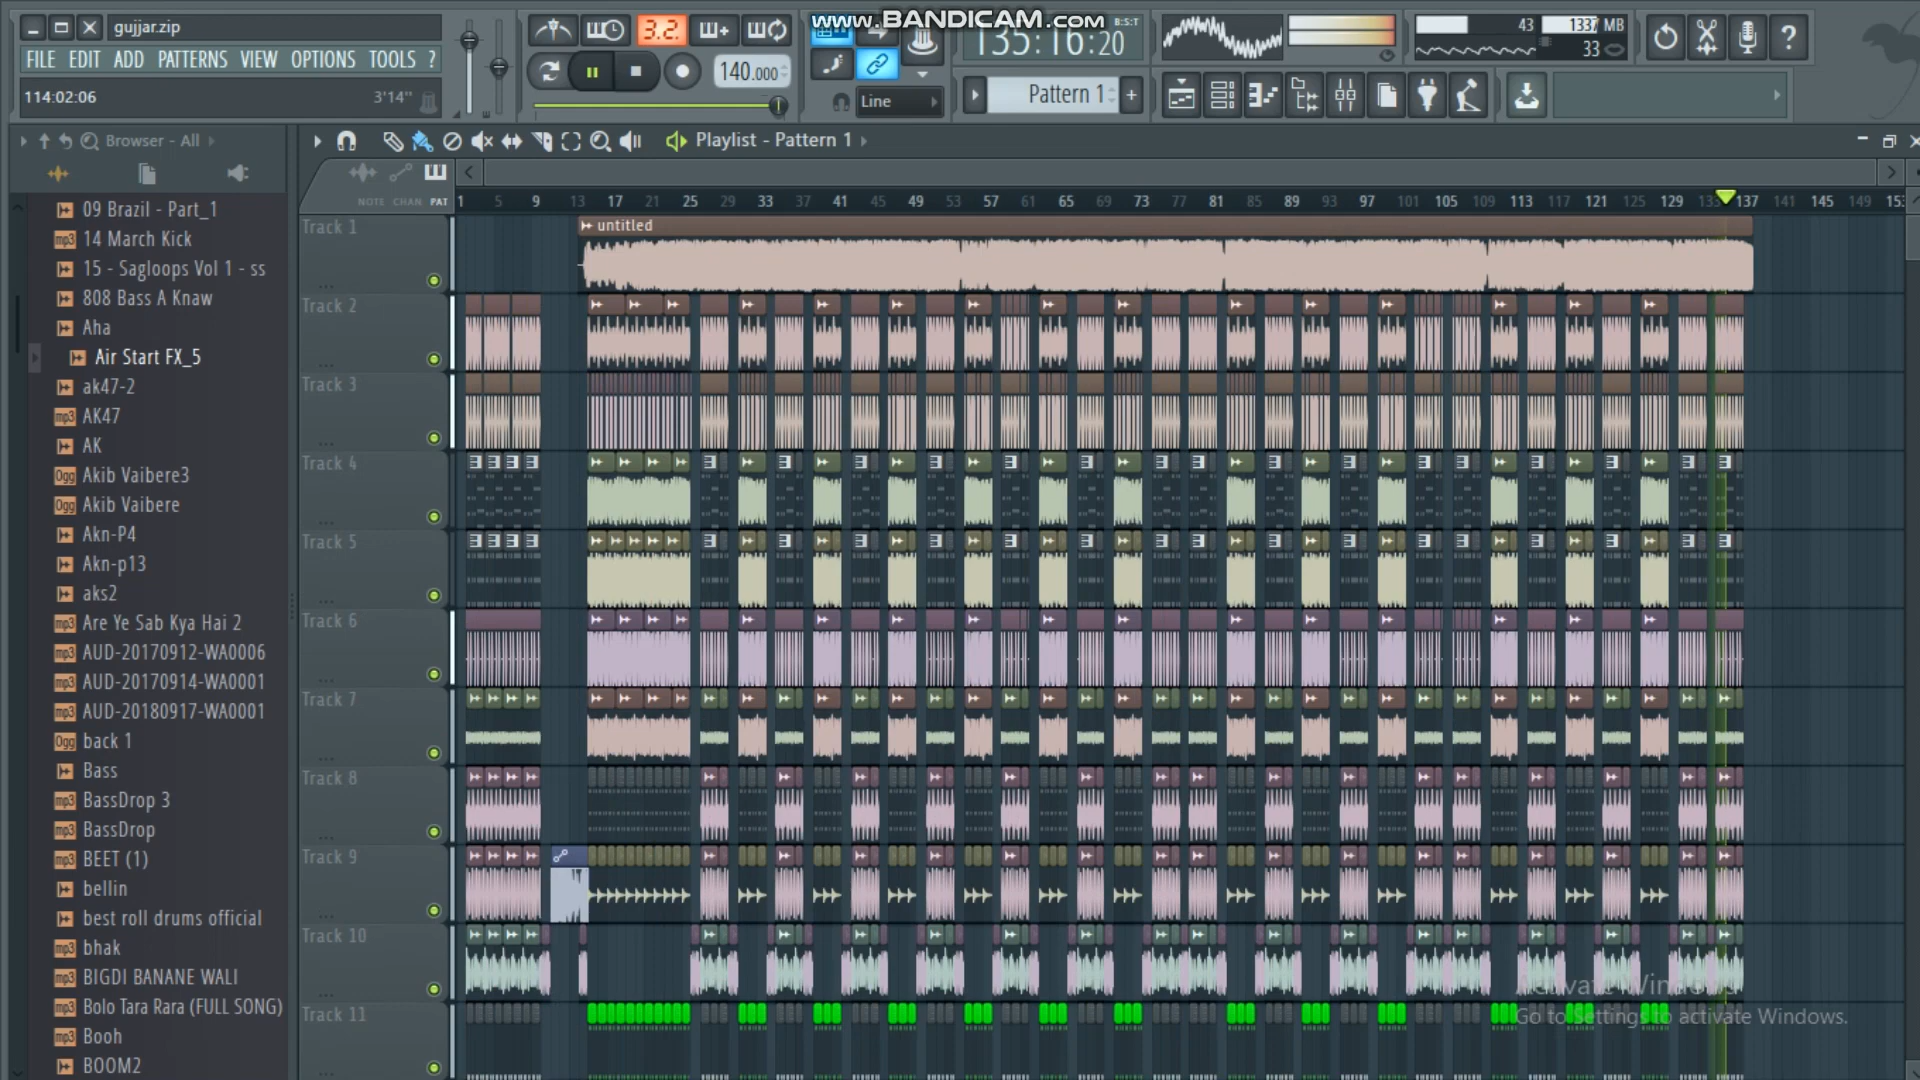 www.BANDICAM.com
gujjar.zip
FILE EDIT ADD PATTERNS VIEW OPTIONS TOOLS ?
114:02:06 3'14"
3.2.
140.000
Line
B:S:T
135:16:20
Pattern 1
43 1337 MB
33
Browser - All
Playlist - Pattern 1
NOTE CHAN PAT
1 5 9 13 17 21 25 29 33 37 41 45 49 53 57 61 65 69 73 77 81 85 89 93 97 101 105 109 113 117 121 125 129 133 137 141 145 149 153
09 Brazil - Part_1
14 March Kick
15 - Sagloops Vol 1 - ss
808 Bass A Knaw
Aha
Air Start FX_5
ak47-2
AK47
AK
Akib Vaibere3
Akib Vaibere
Akn-P4
Akn-p13
aks2
Are Ye Sab Kya Hai 2
AUD-20170912-WA0006
AUD-20170914-WA0001
AUD-20180917-WA0001
back 1
Bass
BassDrop 3
BassDrop
BEET (1)
bellin
best roll drums official
bhak
BIGDI BANANE WALI
Bolo Tara Rara (FULL SONG)
Booh
BOOM2
Track 1
untitled
Track 2
Track 3
Track 4
Track 5
Track 6
Track 7
Track 8
Track 9
Track 10
Track 11
Activate Windows
Go to Settings to activate Windows.